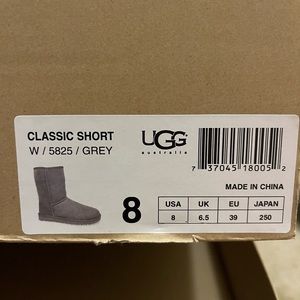 CLASSIC SHORT
W / 5825 / GREY
UGG
australia
7 37045 18005 2
MADE IN CHINA
8
USA UK EU JAPAN
8 6.5 39 250